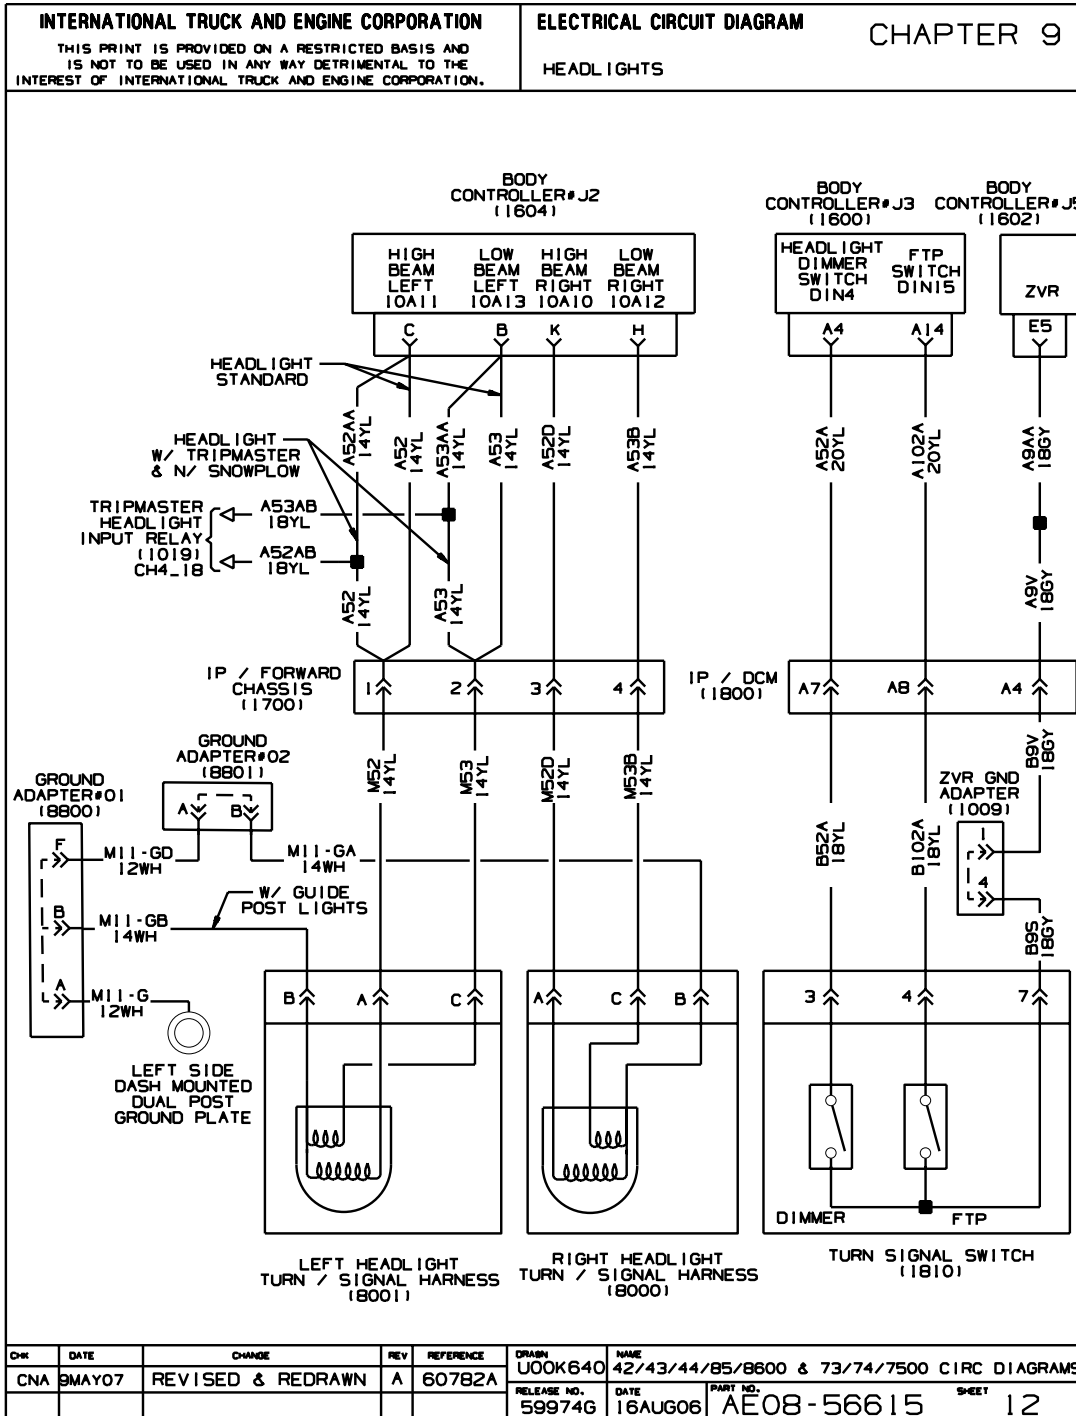 INTERNATIONAL TRUCK AND ENGINE CORPORATION
THIS PRINT IS PROVIDED ON A RESTRICTED BASIS AND
IS NOT TO BE USED IN ANY WAY DETRIMENTAL TO THE
INTEREST OF INTERNATIONAL TRUCK AND ENGINE CORPORATION.
ELECTRICAL CIRCUIT DIAGRAM
HEADLIGHTS
CHAPTER 9
BODY
CONTROLLER#J2
(1604)
BODY
CONTROLLER#J3
(1600)
BODY
CONTROLLER#J5
(1602)
HIGH
BEAM
LEFT
10A11
LOW
BEAM
LEFT
10A13
HIGH
BEAM
RIGHT
10A10
LOW
BEAM
RIGHT
10A12
HEADLIGHT
DIMMER
SWITCH
DIN4
FTP
SWITCH
DIN15
ZVR
C
B
K
H
A4
A14
E5
HEADLIGHT
STANDARD
HEADLIGHT
W/ TRIPMASTER
& N/ SNOWPLOW
A52AA
14YL
A52
14YL
A53AA
14YL
A53
14YL
A52D
14YL
A53B
14YL
A52A
20YL
A102A
20YL
A9AA
18GY
TRIPMASTER
HEADLIGHT
INPUT RELAY
(1019)
CH4_18
A53AB
18YL
A52AB
18YL
A52
14YL
A53
14YL
A9V
18GY
IP / FORWARD
CHASSIS
(1700)
1
2
3
4
IP / DCM
(1800)
A7
A8
A4
M52
14YL
M53
14YL
M52D
14YL
M53B
14YL
B9V
18GY
GROUND
ADAPTER#02
(8801)
A
B
GROUND
ADAPTER#01
(8800)
F
B
A
M11-GD
12WH
M11-GA
14WH
W/ GUIDE
POST LIGHTS
M11-GB
14WH
M11-G
12WH
LEFT SIDE
DASH MOUNTED
DUAL POST
GROUND PLATE
B52A
18YL
B102A
18YL
ZVR GND
ADAPTER
(1009)
1
4
B9S
18GY
B
A
C
A
C
B
3
4
7
DIMMER
FTP
LEFT HEADLIGHT
TURN / SIGNAL HARNESS
(8001)
RIGHT HEADLIGHT
TURN / SIGNAL HARNESS
(8000)
TURN SIGNAL SWITCH
(1810)
CHK DATE CHANGE REV REFERENCE
CNA 9MAY07 REVISED & REDRAWN A 60782A
DRAWN
U00K640
NAME
42/43/44/85/8600 & 73/74/7500 CIRC DIAGRAMS
RELEASE NO.
59974G
DATE
16AUG06
PART NO.
AE08-56615
SHEET
12